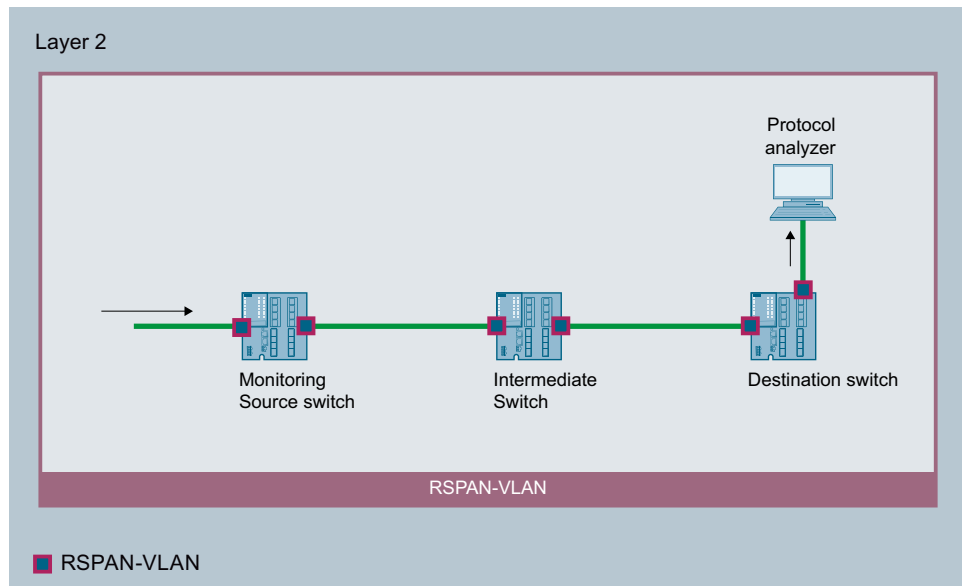 Layer 2
Protocol
analyzer
Monitoring
Source switch
Intermediate
Switch
Destination switch
RSPAN-VLAN
RSPAN-VLAN